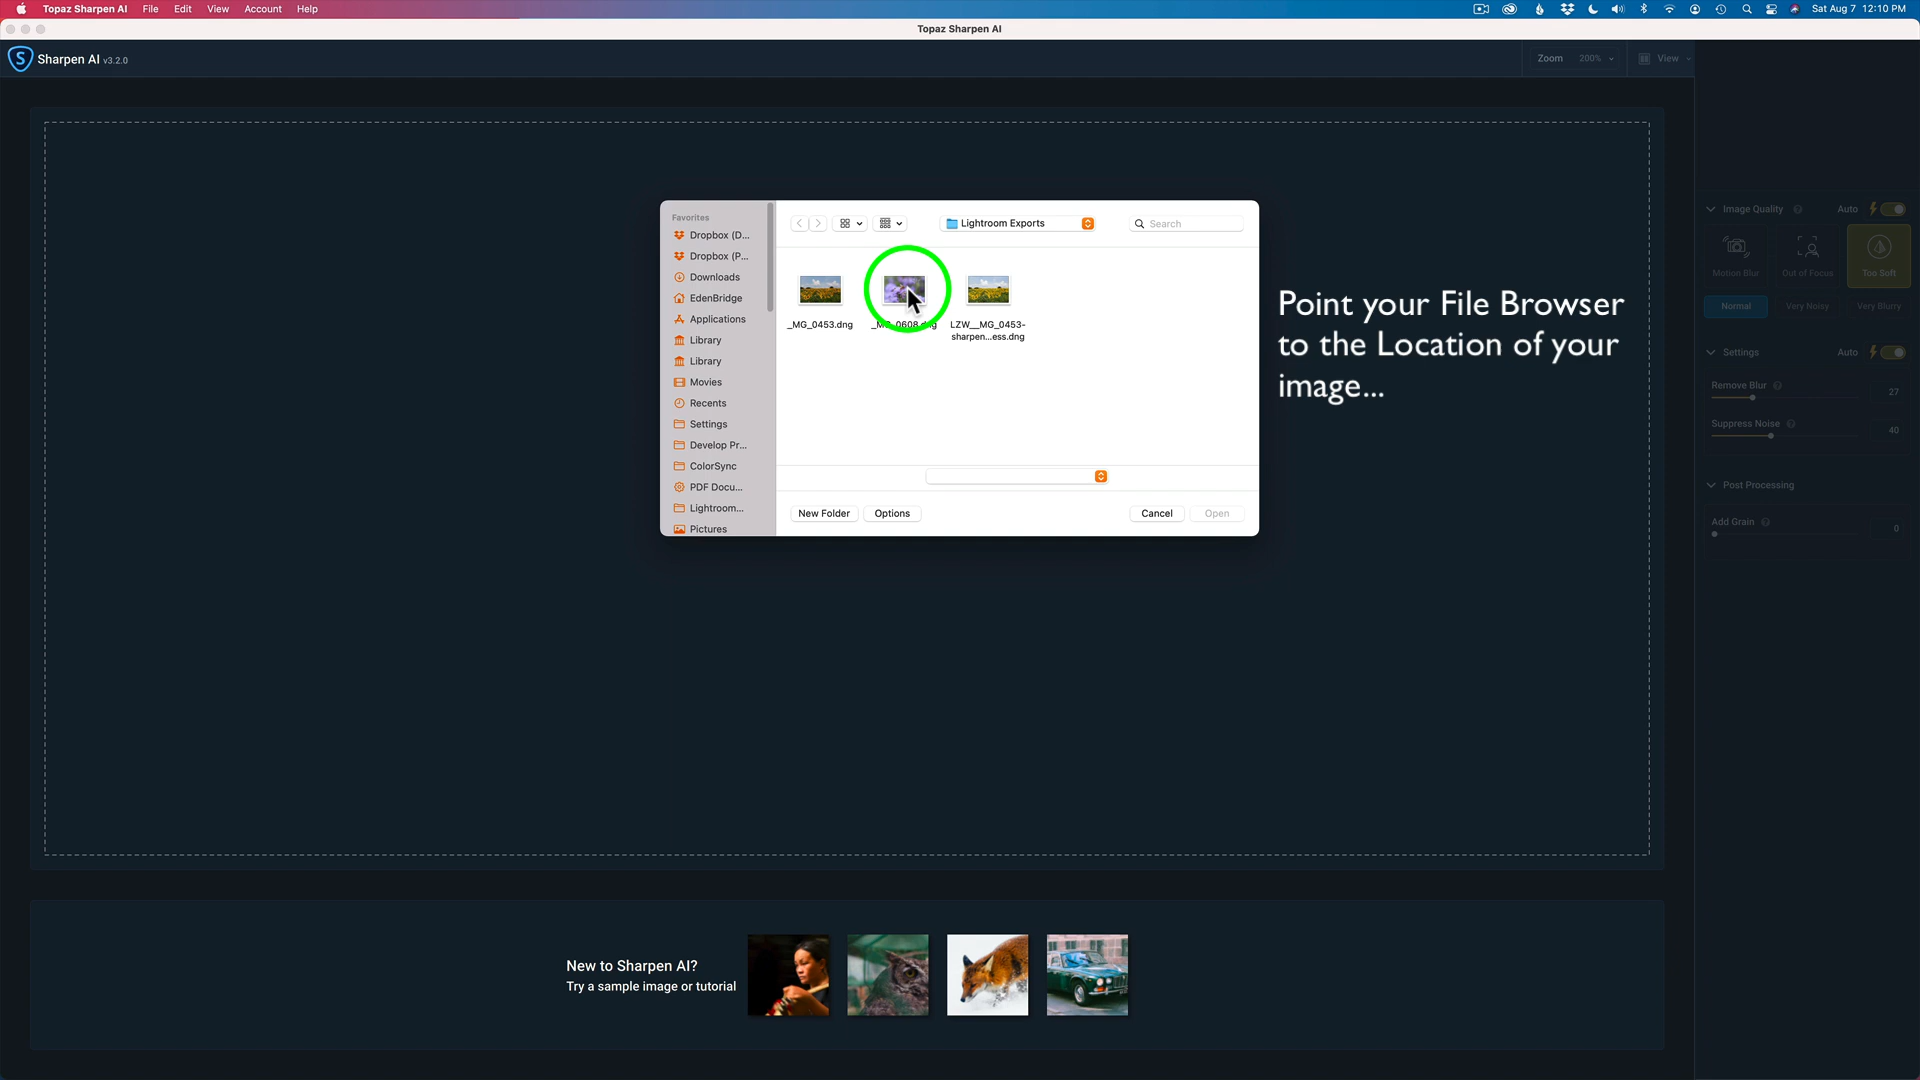 Topaz Sharpen AI File Edit View Account Help
Sat Aug 7 12:10 PM
Topaz Sharpen AI
Sharpen AI v3.2.0
Zoom 200%
View
Favorites
Dropbox (D...
Dropbox (P...
Downloads
EdenBridge
Applications
Library
Library
Movies
Recents
Settings
Develop Pr...
ColorSync
PDF Docu...
Lightroom...
Pictures
Lightroom Exports
Search
_MG_0453.dng
_MG_0608.dng
LZW__MG_0453-
sharpen...ess.dng
New Folder
Options
Cancel
Open
Point your File Browser
to the Location of your
image...
Image Quality
Auto
Motion Blur
Out of Focus
Too Soft
Normal
Very Noisy
Very Blurry
Settings
Auto
Remove Blur
27
Suppress Noise
40
Post Processing
Add Grain
0
New to Sharpen AI?
Try a sample image or tutorial